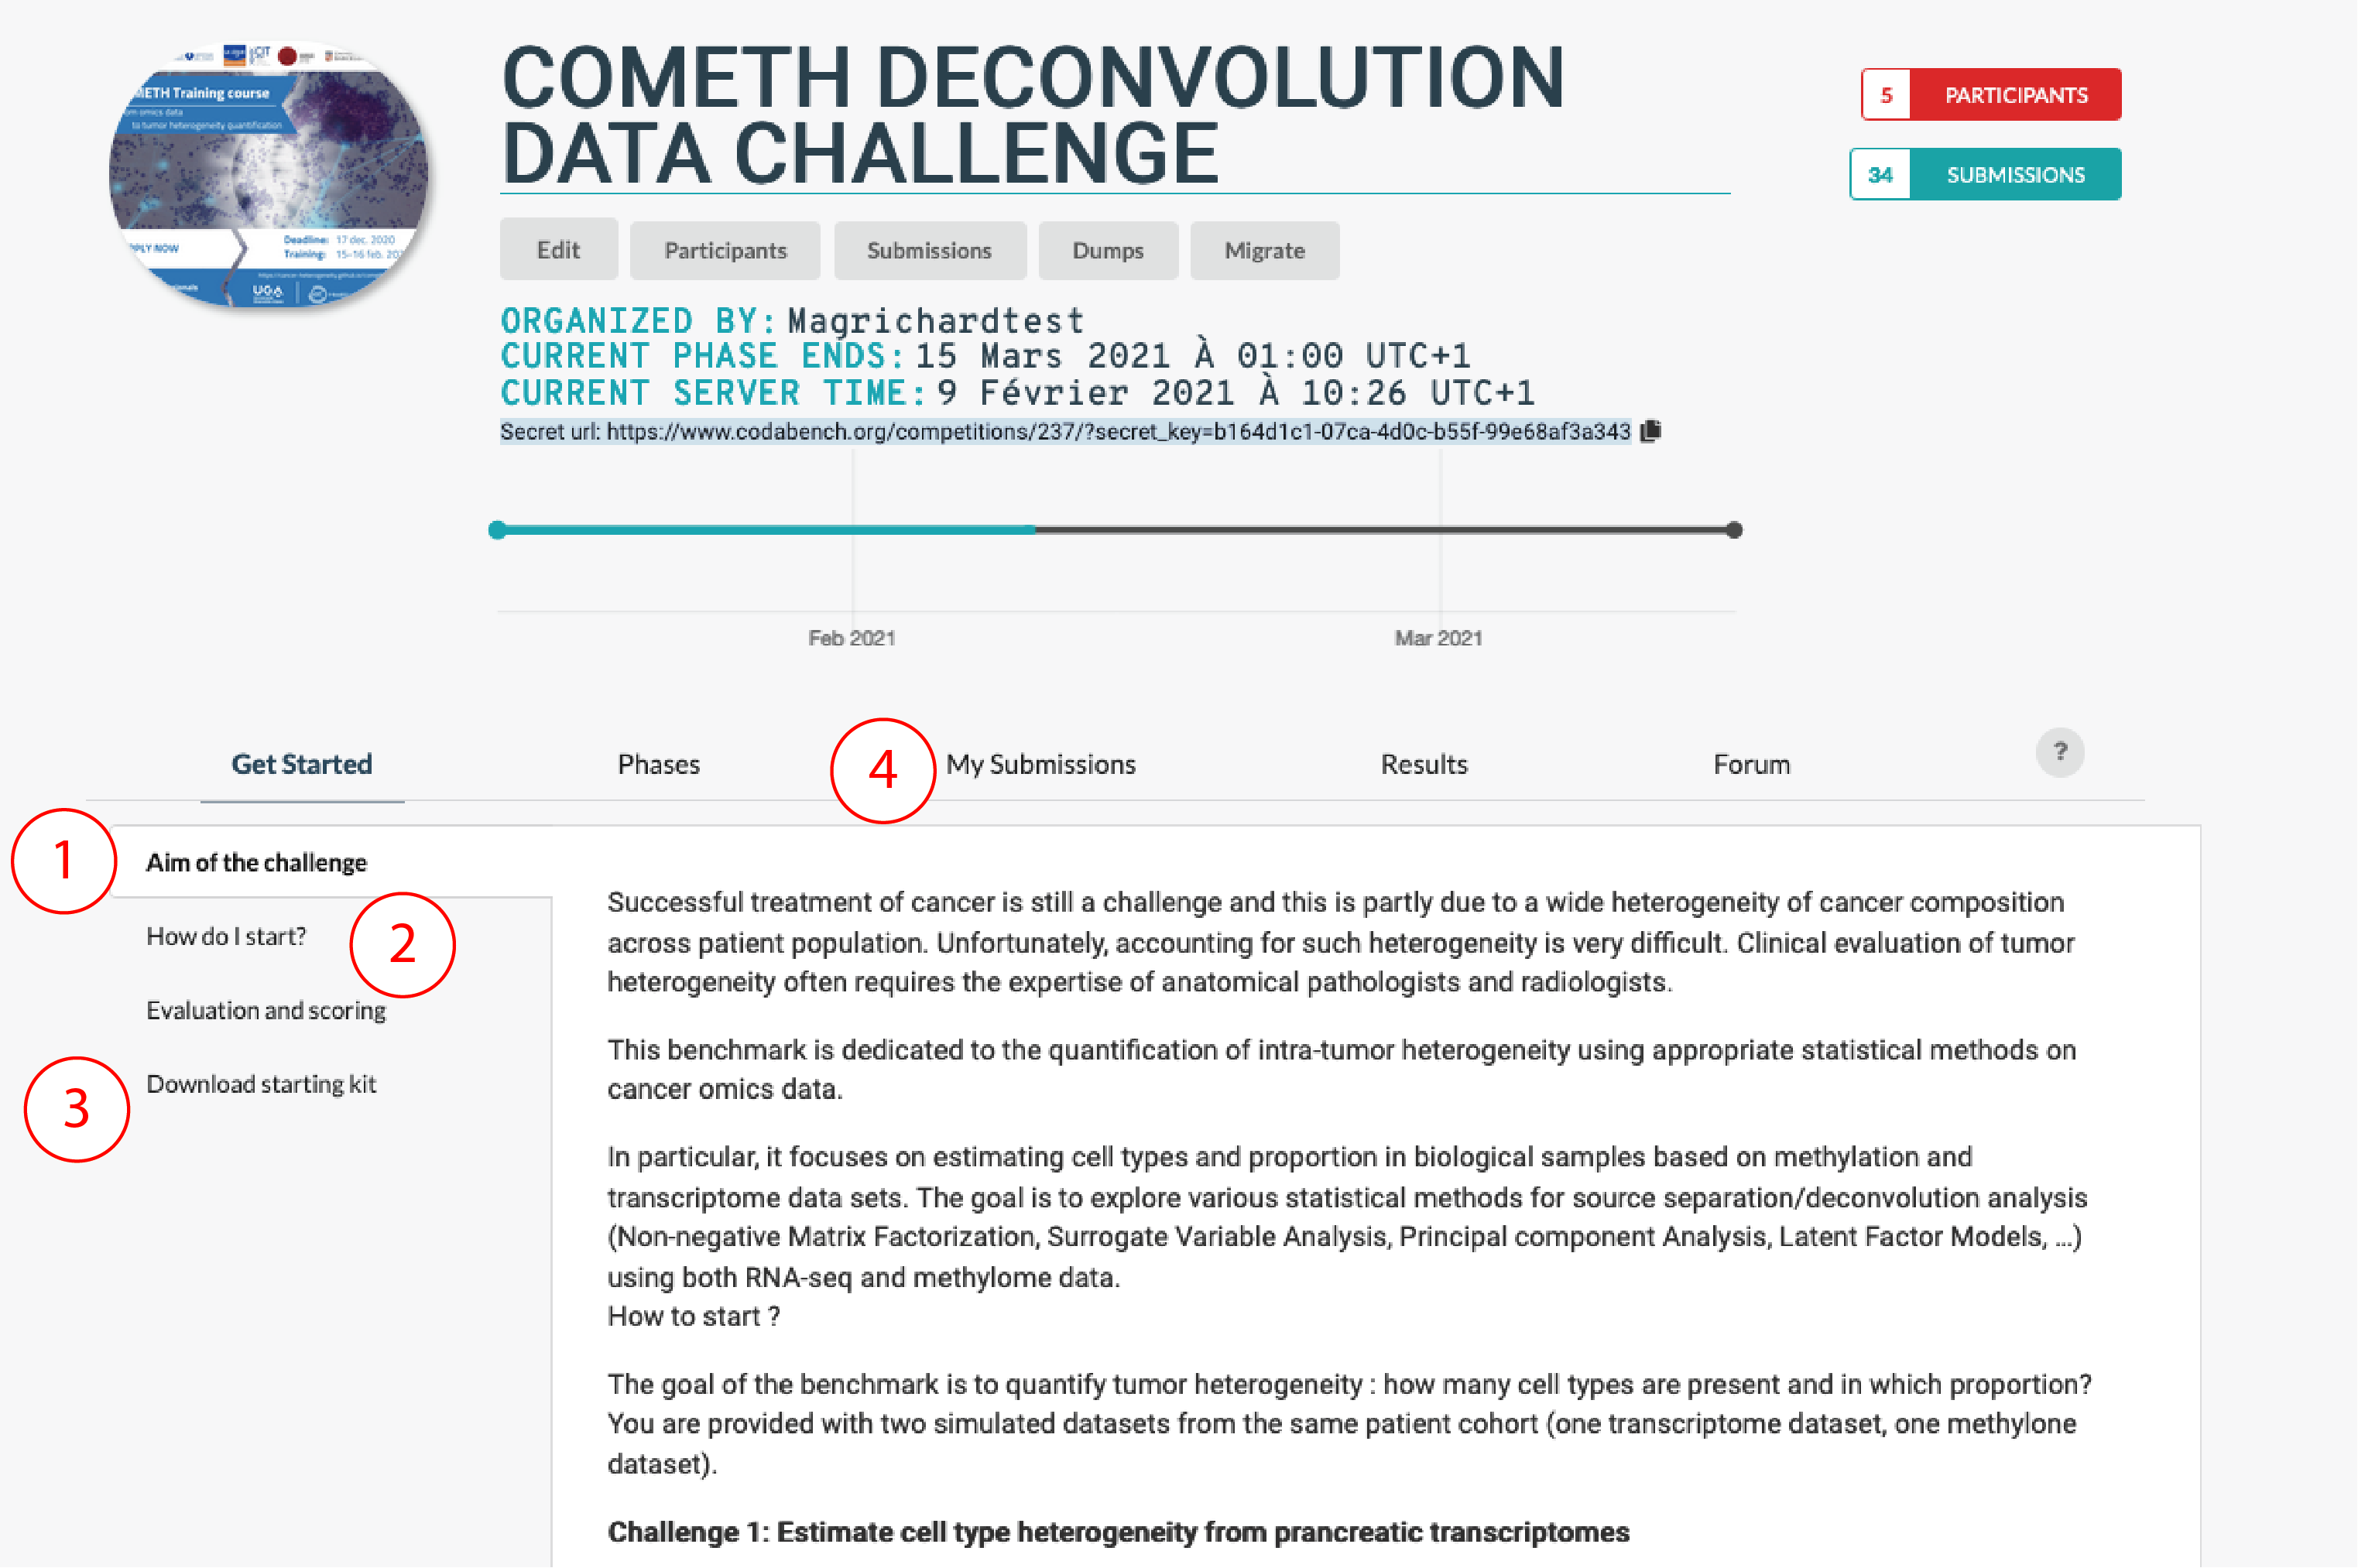 CIT
METH Training course
om omics data
to tumor heterogeneity quantification
PPLY NOW
Deadline: 17 dec. 2020
Training: 15-16 feb. 202
UGA
COMETH DECONVOLUTION
DATA CHALLENGE
5 PARTICIPANTS
34 SUBMISSIONS
Edit Participants Submissions Dumps Migrate
ORGANIZED BY: Magrichardtest
CURRENT PHASE ENDS: 15 Mars 2021 À 01:00 UTC+1
CURRENT SERVER TIME: 9 Février 2021 À 10:26 UTC+1
Secret url: https://www.codabench.org/competitions/237/?secret_key=b164d1c1-07ca-4d0c-b55f-99e68af3a343
Feb 2021 Mar 2021
Get Started Phases 4 My Submissions Results Forum ?
1 Aim of the challenge
How do I start? 2
Evaluation and scoring
3 Download starting kit
Successful treatment of cancer is still a challenge and this is partly due to a wide heterogeneity of cancer composition
across patient population. Unfortunately, accounting for such heterogeneity is very difficult. Clinical evaluation of tumor
heterogeneity often requires the expertise of anatomical pathologists and radiologists.
This benchmark is dedicated to the quantification of intra-tumor heterogeneity using appropriate statistical methods on
cancer omics data.
In particular, it focuses on estimating cell types and proportion in biological samples based on methylation and
transcriptome data sets. The goal is to explore various statistical methods for source separation/deconvolution analysis
(Non-negative Matrix Factorization, Surrogate Variable Analysis, Principal component Analysis, Latent Factor Models, ...)
using both RNA-seq and methylome data.
How to start ?
The goal of the benchmark is to quantify tumor heterogeneity : how many cell types are present and in which proportion?
You are provided with two simulated datasets from the same patient cohort (one transcriptome dataset, one methylone
dataset).
Challenge 1: Estimate cell type heterogeneity from prancreatic transcriptomes